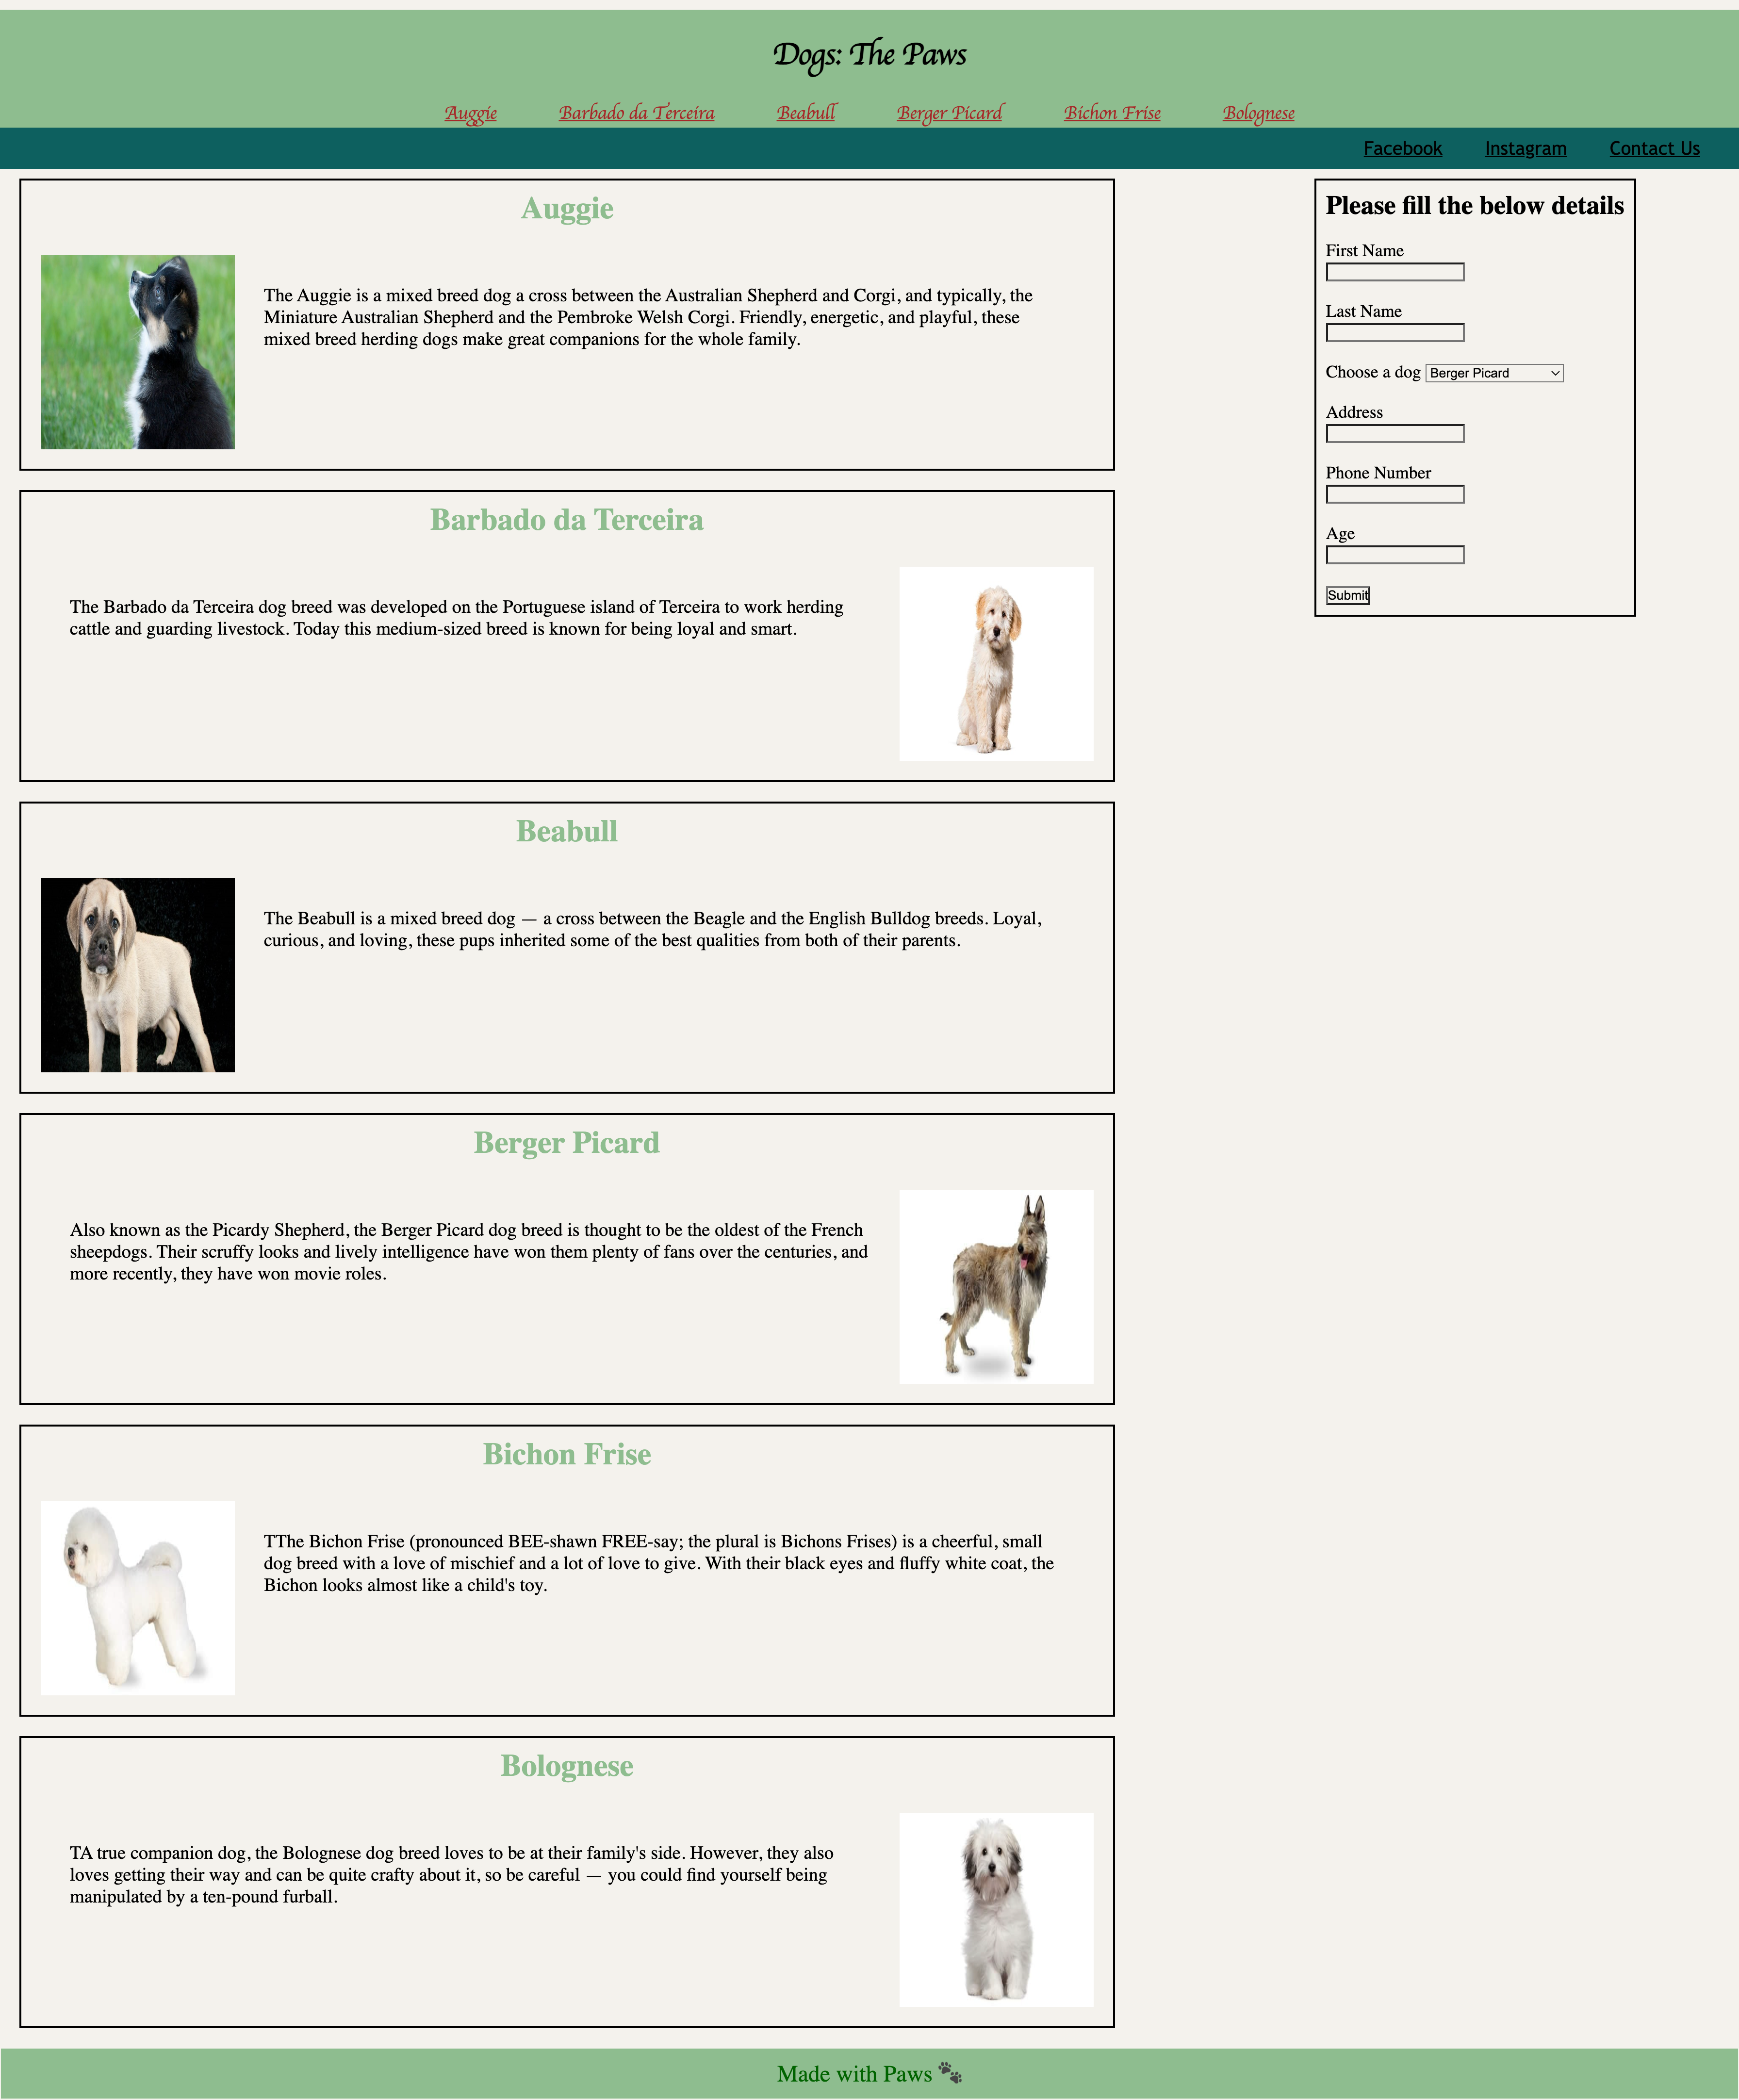 Dogs: The Paws
Auggie Barbado da Terceira Beabull Berger Picard Bichon Frise Bolognese
Facebook Instagram Contact Us
Auggie
The Auggie is a mixed breed dog a cross between the Australian Shepherd and Corgi, and typically, the
Miniature Australian Shepherd and the Pembroke Welsh Corgi. Friendly, energetic, and playful, these
mixed breed herding dogs make great companions for the whole family.
Barbado da Terceira
The Barbado da Terceira dog breed was developed on the Portuguese island of Terceira to work herding
cattle and guarding livestock. Today this medium-sized breed is known for being loyal and smart.
Beabull
The Beabull is a mixed breed dog — a cross between the Beagle and the English Bulldog breeds. Loyal,
curious, and loving, these pups inherited some of the best qualities from both of their parents.
Berger Picard
Also known as the Picardy Shepherd, the Berger Picard dog breed is thought to be the oldest of the French
sheepdogs. Their scruffy looks and lively intelligence have won them plenty of fans over the centuries, and
more recently, they have won movie roles.
Bichon Frise
TThe Bichon Frise (pronounced BEE-shawn FREE-say; the plural is Bichons Frises) is a cheerful, small
dog breed with a love of mischief and a lot of love to give. With their black eyes and fluffy white coat, the
Bichon looks almost like a child's toy.
Bolognese
TA true companion dog, the Bolognese dog breed loves to be at their family's side. However, they also
loves getting their way and can be quite crafty about it, so be careful — you could find yourself being
manipulated by a ten-pound furball.
Please fill the below details
First Name
Last Name
Choose a dog Berger Picard
Address
Phone Number
Age
Submit
Made with Paws 🐾